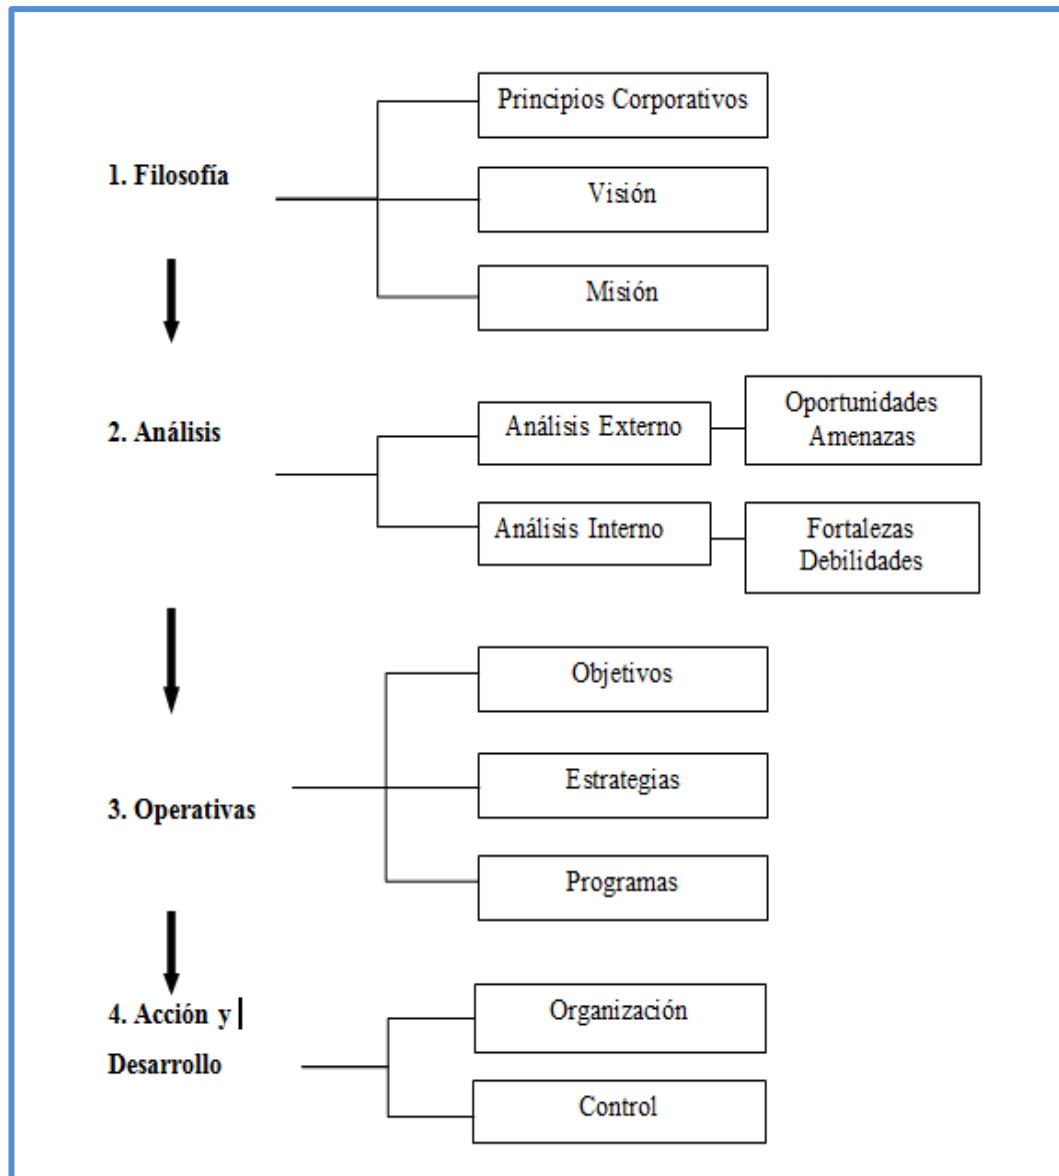 Principios Corporativos
1. Filosofía
Visión
Misión
2. Análisis
Análisis Externo
Oportunidades
Amenazas
Análisis Interno
Fortalezas
Debilidades
Objetivos
Estrategias
3. Operativas
Programas
4. Acción y
Desarrollo
Organización
Control